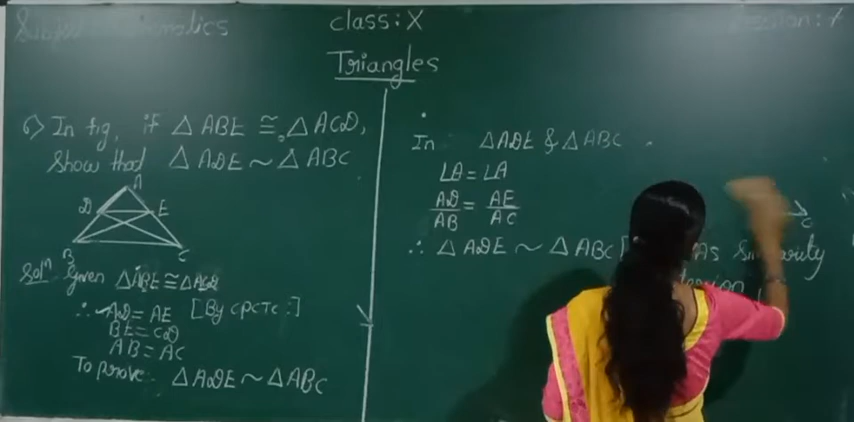 class: X
Triangles
6) In fig, if △ ABE ≅ △ ACD,
Show that △ ADE ~ △ ABC
A
D E
B C
Soln Given △ABE ≅ △ACD
∴ AD = AE [By CPCTC :]
BE = CD
AB = AC
To prove: △ADE ~ △ABC
In △ADE & △ABC
∠A = ∠A
AD/AB = AE/AC
∴ △ADE ~ △ABC [
C